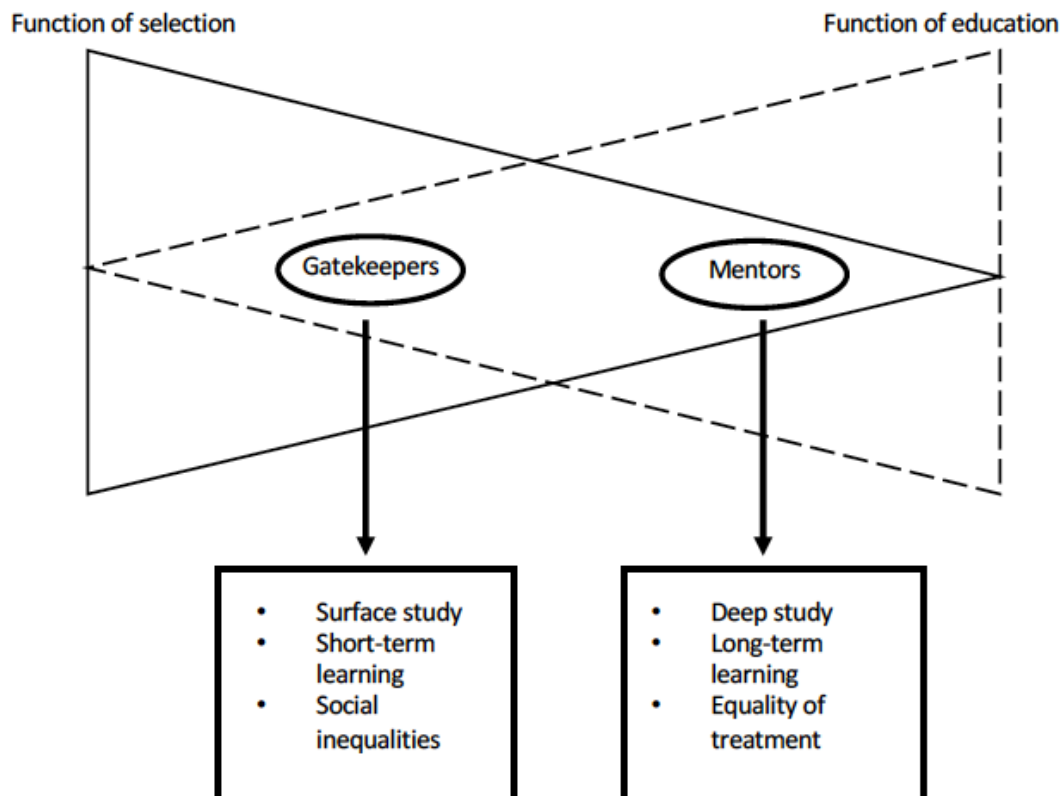 Function of selection
Function of education
Gatekeepers
Mentors
• Surface study
• Short-term
learning
• Social
inequalities
• Deep study
• Long-term
learning
• Equality of
treatment